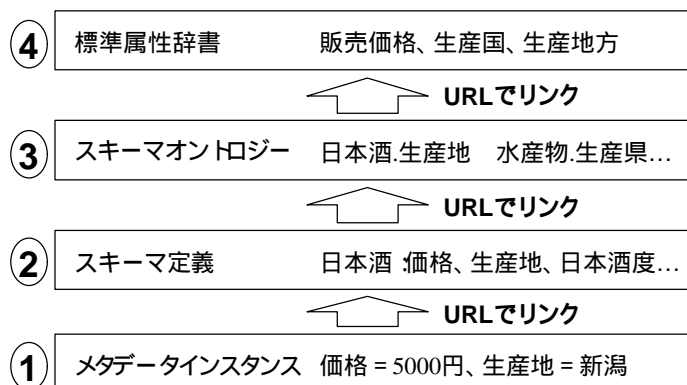 ④ 標準属性辞書 販売価格、生産国、生産地方
URLでリンク
③ スキーマオントロジー 日本酒.生産地 水産物.生産県…
URLでリンク
② スキーマ定義 日本酒:価格、生産地、日本酒度…
URLでリンク
① メタデータインスタンス 価格=5000円、生産地=新潟